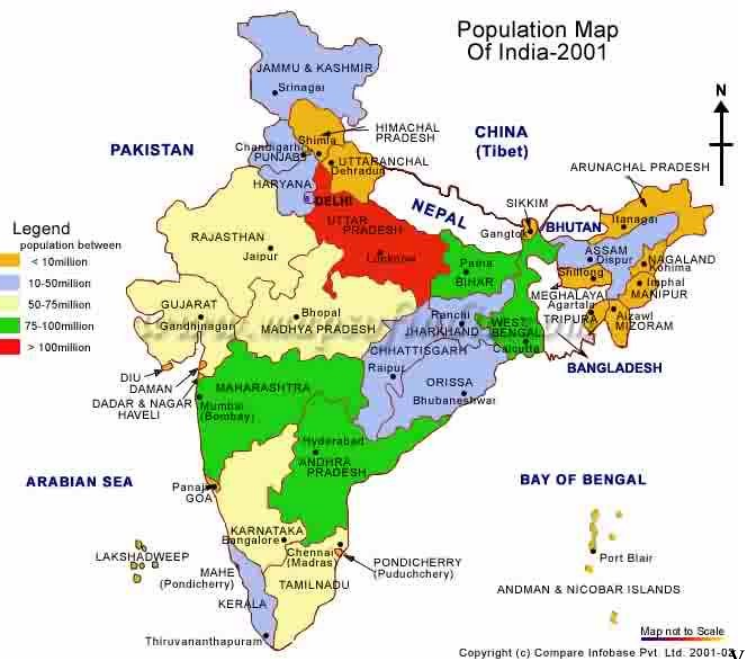 Population Map
Of India-2001
N
JAMMU & KASHMIR
Srinagar
HIMACHAL
PRADESH
Shimla
Chandigarh
PUNJAB
UTTARANCHAL
Dehradun
HARYANA
DELHI
PAKISTAN
CHINA
(Tibet)
ARUNACHAL PRADESH
NEPAL
SIKKIM
Gangtok
BHUTAN
Itanagar
Legend
population between
< 10million
10-50million
50-75million
75-100million
> 100million
RAJASTHAN
Jaipur
UTTAR
PRADESH
Lucknow
Patna
BIHAR
ASSAM
Dispur
NAGALAND
Kohima
Shillong
MEGHALAYA
Imphal
MANIPUR
Agartala
TRIPURA
Aizawl
MIZORAM
GUJARAT
Gandhinagar
Bhopal
MADHYA PRADESH
Ranchi
JHARKHAND
WEST
BENGAL
Calcutta
BANGLADESH
CHHATTISGARH
Raipur
ORISSA
Bhubaneshwar
DIU
DAMAN
DADAR & NAGAR
HAVELI
MAHARASHTRA
Mumbai
(Bombay)
Hyderabad
ANDHRA
PRADESH
ARABIAN SEA
BAY OF BENGAL
Panaji
GOA
KARNATAKA
Bangalore
Chennai
(Madras)
PONDICHERRY
(Puduchchery)
LAKSHADWEEP
MAHE
(Pondicherry)
TAMILNADU
KERALA
Thiruvananthapuram
Port Blair
ANDMAN & NICOBAR ISLANDS
Map not to Scale
Copyright (c) Compare Infobase Pvt. Ltd. 2001-02